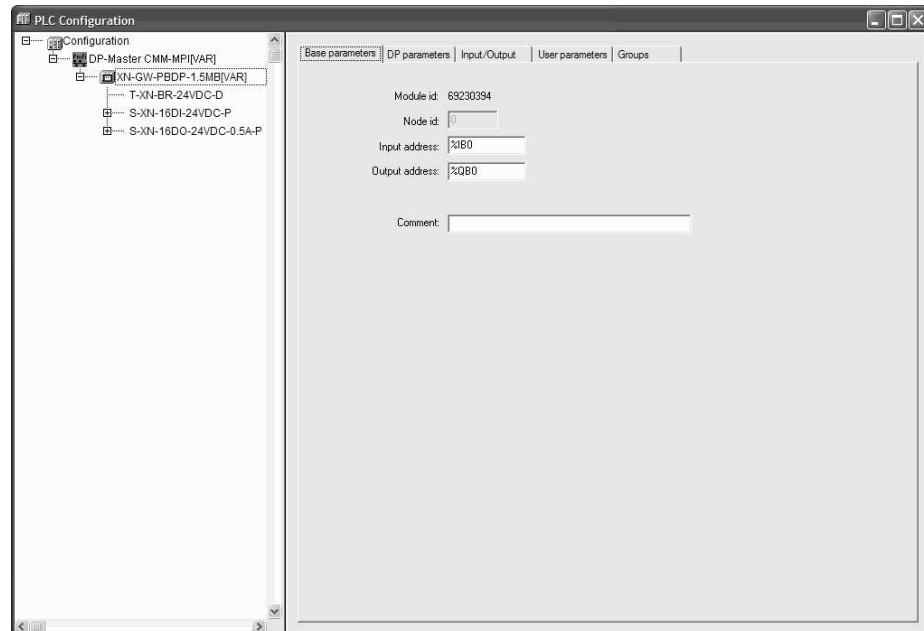 PLC Configuration
Configuration
DP-Master CMM-MPI[VAR]
XN-GW-PBDP-1.5MB[VAR]
T-XN-BR-24VDC-D
S-XN-16DI-24VDC-P
S-XN-16DO-24VDC-0.5A-P
Base parameters DP parameters Input/Output User parameters Groups
Module id: 69230394
Node id: 0
Input address: %IB0
Output address: %QB0
Comment: